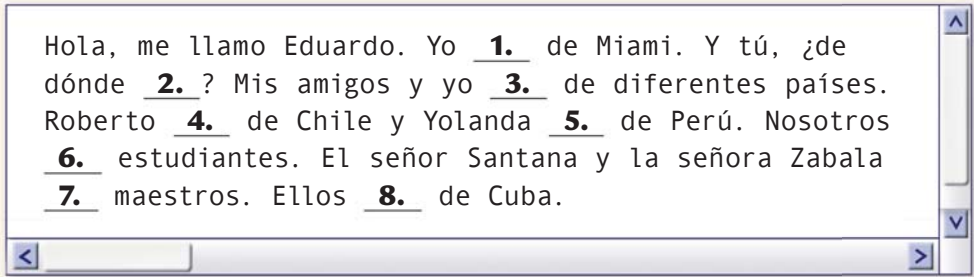 Hola, me llamo Eduardo. Yo 1. de Miami. Y tú, ¿de
dónde 2. ? Mis amigos y yo 3. de diferentes países.
Roberto 4. de Chile y Yolanda 5. de Perú. Nosotros
6. estudiantes. El señor Santana y la señora Zabala
7. maestros. Ellos 8. de Cuba.